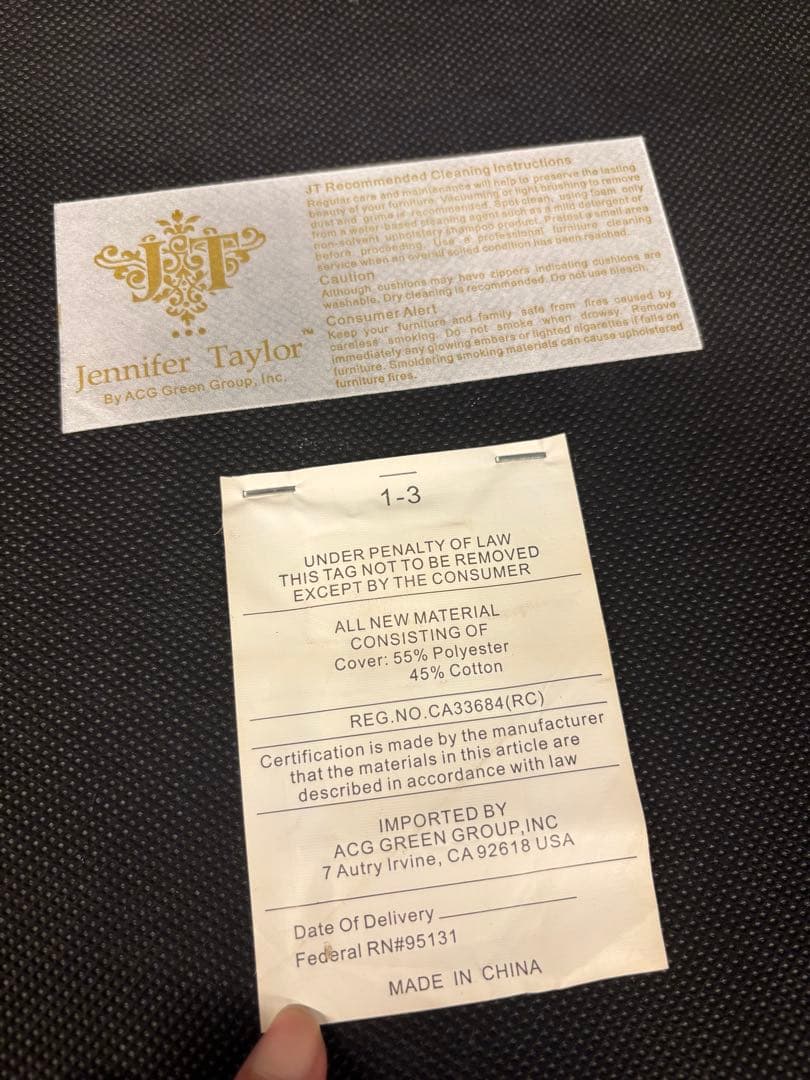 JT
Jennifer Taylor™
By ACG Green Group, Inc.
JT Recommended Cleaning Instructions
Regular care and maintenance will help to preserve the lasting
beauty of your furniture. Vacuuming or light brushing to remove
dust and grime is recommended. Spot clean, using foam only
from a water-based cleaning agent such as a mild detergent or
non-solvent upholstery shampoo product. Pretest a small area
before proceeding. Use a professional furniture cleaning
service when an overall soiled condition has been reached.
Caution
Although cushions may have zippers indicating cushions are
washable, Dry cleaning is recommended. Do not use bleach.
Consumer Alert
Keep your furniture and family safe from fires caused by
careless smoking. Do not smoke when drowsy. Remove
immediately any glowing embers or lighted cigarettes if falls on
furniture. Smoldering smoking materials can cause upholstered
furniture fires.
1-3
UNDER PENALTY OF LAW
THIS TAG NOT TO BE REMOVED
EXCEPT BY THE CONSUMER
ALL NEW MATERIAL
CONSISTING OF
Cover: 55% Polyester
45% Cotton
REG.NO.CA33684(RC)
Certification is made by the manufacturer
that the materials in this article are
described in accordance with law
IMPORTED BY
ACG GREEN GROUP,INC
7 Autry Irvine, CA 92618 USA
Date Of Delivery
Federal RN#95131
MADE IN CHINA